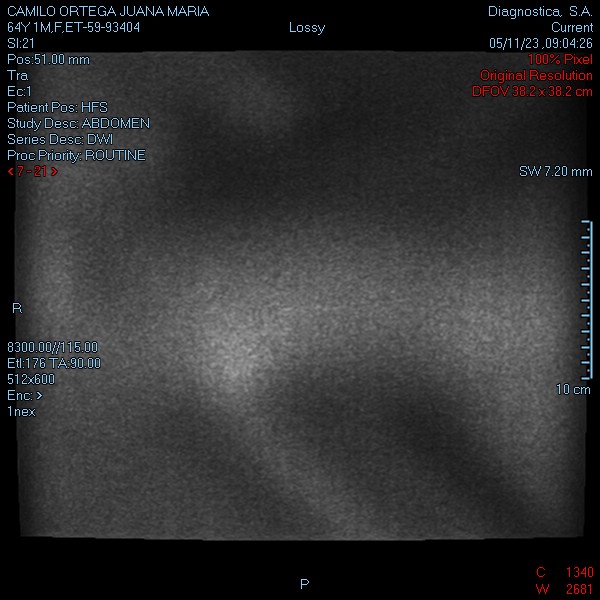 CAMILO ORTEGA JUANA MARIA
64Y 1M,F,ET-59-93404
Sl:21
Pos:51.00 mm
Tra
Ec:1
Patient Pos: HFS
Study Desc: ABDOMEN
Series Desc: DWI
Proc Priority: ROUTINE
< 7 - 21 >
Lossy
Diagnostica, S.A.
Current
05/11/23 ,09:04:26
100% Pixel
Original Resolution
DFOV 38.2 x 38.2 cm
SW 7.20 mm
R
8300.00//115.00
Etl:176 TA:90.00
512x600
Enc: >
1nex
10 cm
P
C 1340
W 2681